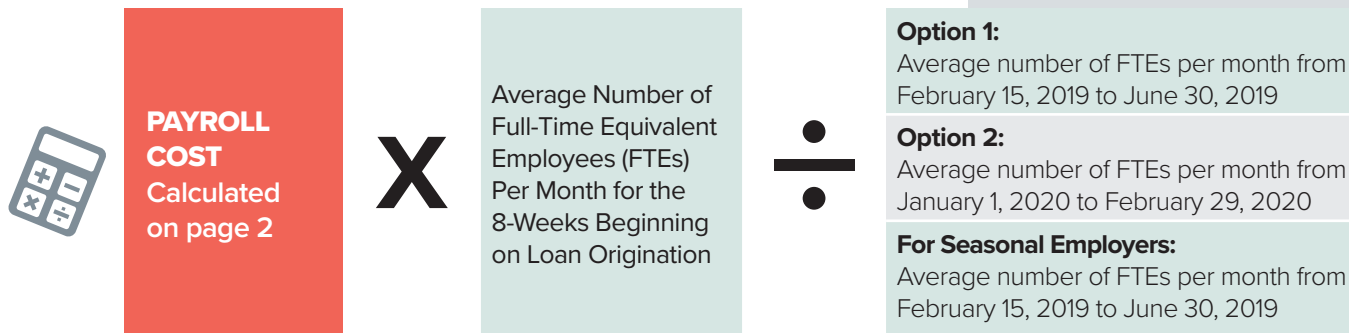 PAYROLL
COST
Calculated
on page 2
X
Average Number of
Full-Time Equivalent
Employees (FTEs)
Per Month for the
8-Weeks Beginning
on Loan Origination
÷
Option 1:
Average number of FTEs per month from
February 15, 2019 to June 30, 2019
Option 2:
Average number of FTEs per month from
January 1, 2020 to February 29, 2020
For Seasonal Employers:
Average number of FTEs per month from
February 15, 2019 to June 30, 2019